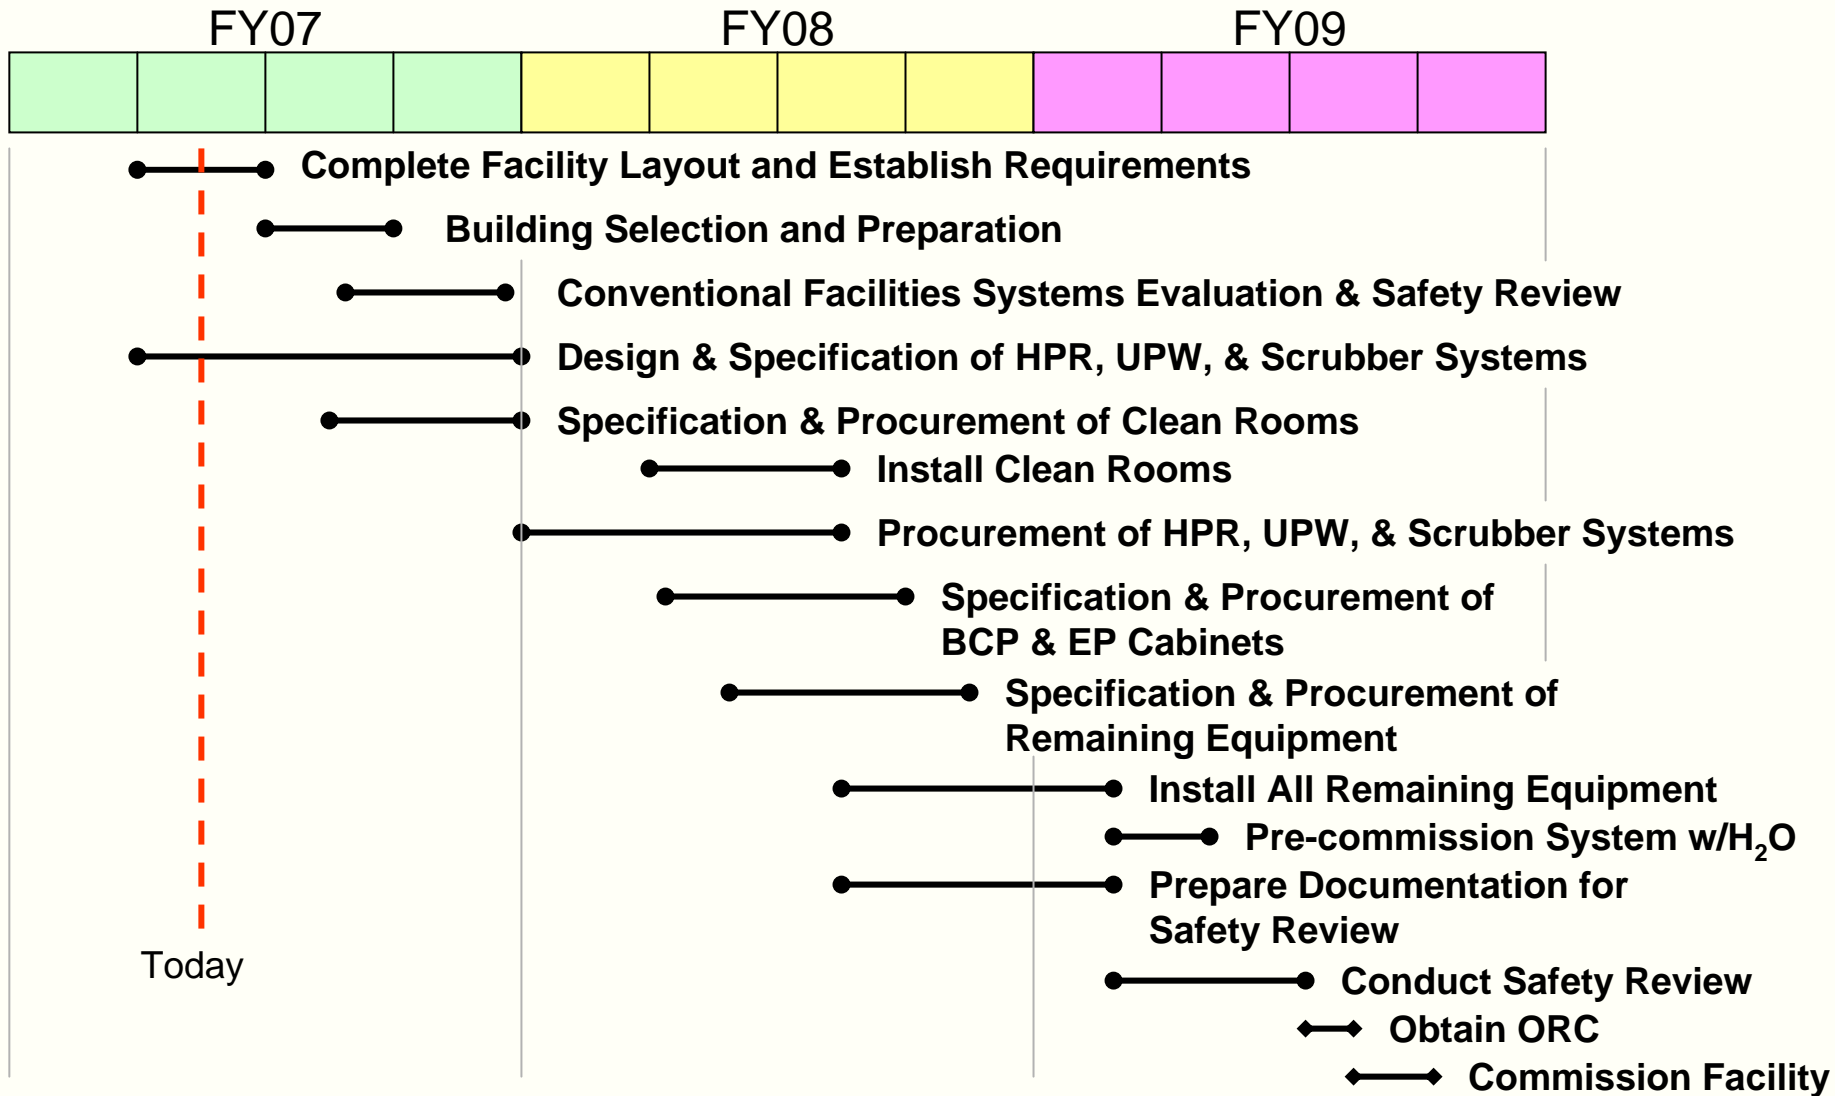 FY07 FY08 FY09
Complete Facility Layout and Establish Requirements
Building Selection and Preparation
Conventional Facilities Systems Evaluation & Safety Review
Design & Specification of HPR, UPW, & Scrubber Systems
Specification & Procurement of Clean Rooms
Install Clean Rooms
Procurement of HPR, UPW, & Scrubber Systems
Specification & Procurement of
BCP & EP Cabinets
Specification & Procurement of
Remaining Equipment
Install All Remaining Equipment
Pre-commission System w/H₂O
Prepare Documentation for
Safety Review
Today
Conduct Safety Review
Obtain ORC
Commission Facility